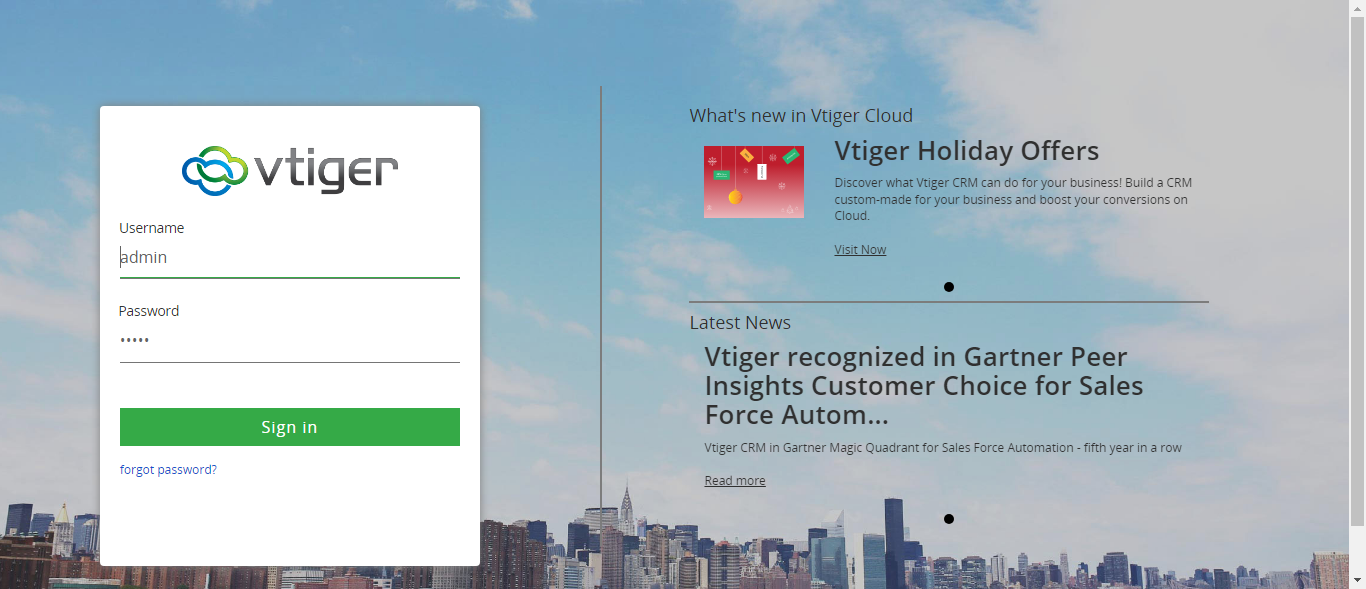 vtiger
Username
admin
Password
•••••
Sign in
forgot password?
What's new in Vtiger Cloud
Vtiger Holiday Offers
Discover what Vtiger CRM can do for your business! Build a CRM
custom-made for your business and boost your conversions on
Cloud.
Visit Now
Latest News
Vtiger recognized in Gartner Peer
Insights Customer Choice for Sales
Force Autom...
Vtiger CRM in Gartner Magic Quadrant for Sales Force Automation - fifth year in a row
Read more